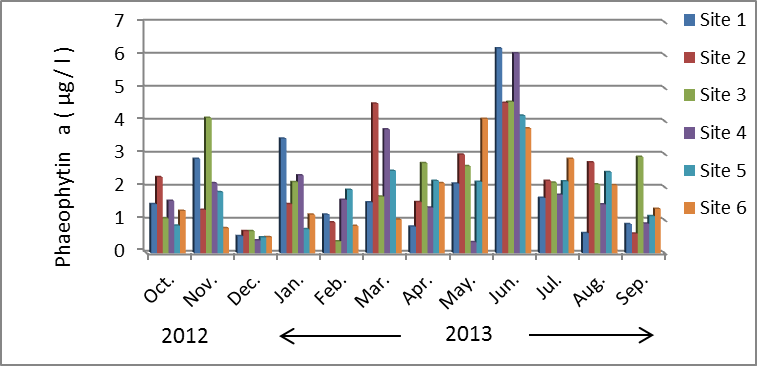 Phaeophytin a ( µg / l )
7
6
5
4
3
2
1
0
Oct. Nov. Dec. Jan. Feb. Mar. Apr. May. Jun. Jul. Aug. Sep.
2012 2013
Site 1
Site 2
Site 3
Site 4
Site 5
Site 6